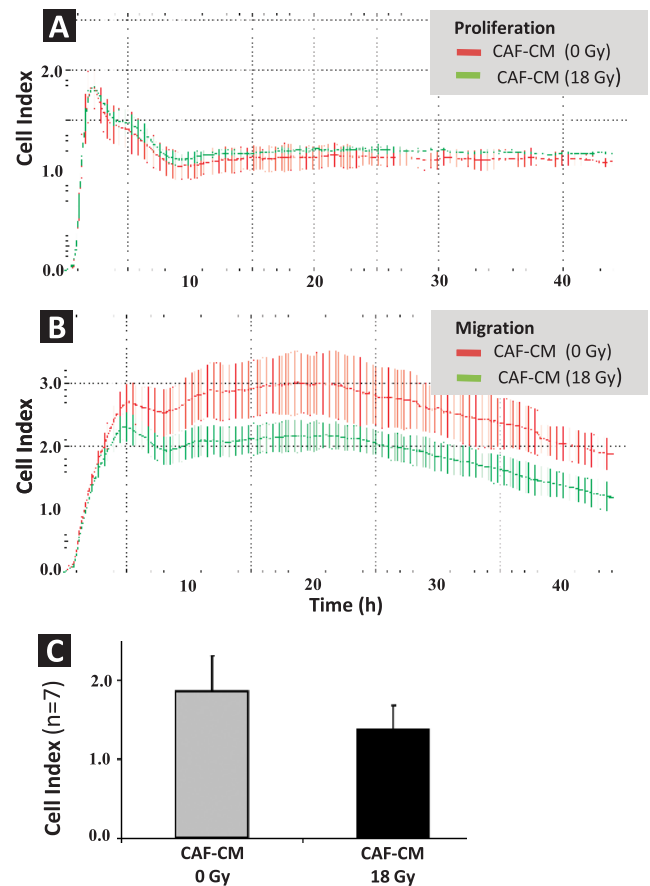 A
Proliferation
CAF-CM (0 Gy)
CAF-CM (18 Gy)
Cell Index
2.0
1.0
0.0
10
20
30
40
B
Migration
CAF-CM (0 Gy)
CAF-CM (18 Gy)
Cell Index
3.0
2.0
1.0
0.0
10
20
30
40
Time (h)
C
Cell Index (n=7)
2.0
1.0
0.0
CAF-CM CAF-CM
0 Gy 18 Gy